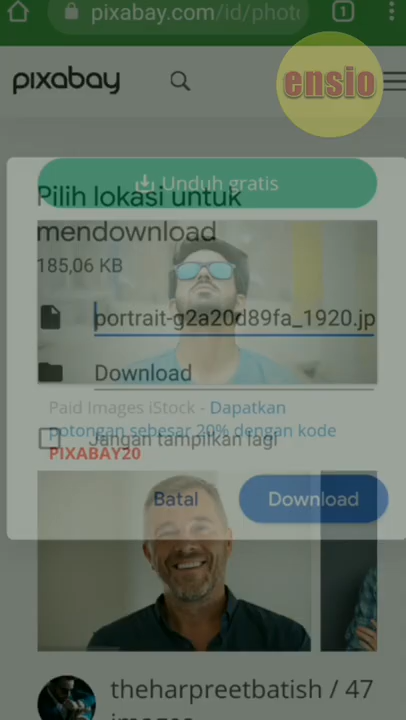 pixabay.com/id/photo
1
pixabay
ensio
Unduh gratis
Pilih lokasi untuk
mendownload
185,06 KB
portrait-g2a20d89fa_1920.jp
Download
Paid Images iStock - Dapatkan
potongan sebesar 20% dengan kode
Jangan tampilkan lagi
PIXABAY20
Batal
Download
theharpreetbatish / 47
images